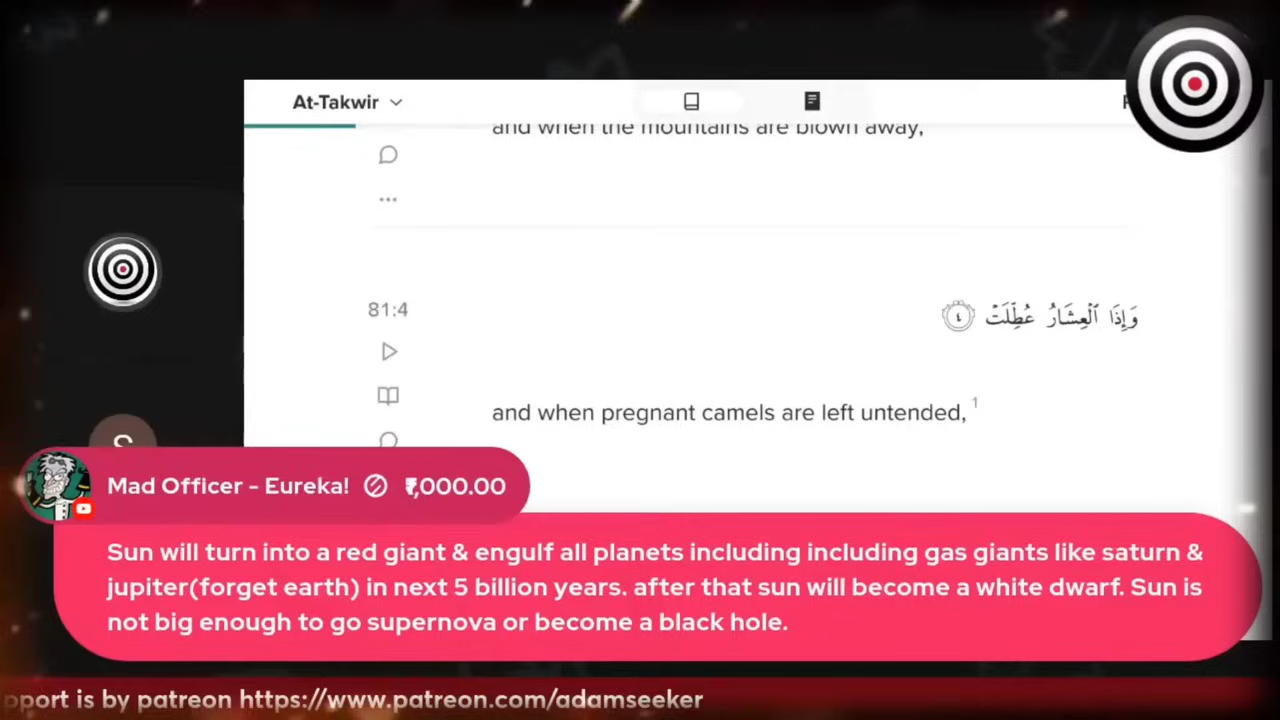 At-Takwir
and when the mountains are blown away,
81:4
وَإِذَا ٱلْعِشَارُ عُطِّلَتْ ٤
and when pregnant camels are left untended, 1
Mad Officer - Eureka! ₹1,000.00
Sun will turn into a red giant & engulf all planets including including gas giants like saturn &
jupiter(forget earth) in next 5 billion years. after that sun will become a white dwarf. Sun is
not big enough to go supernova or become a black hole.
pport is by patreon https://www.patreon.com/adamseeker